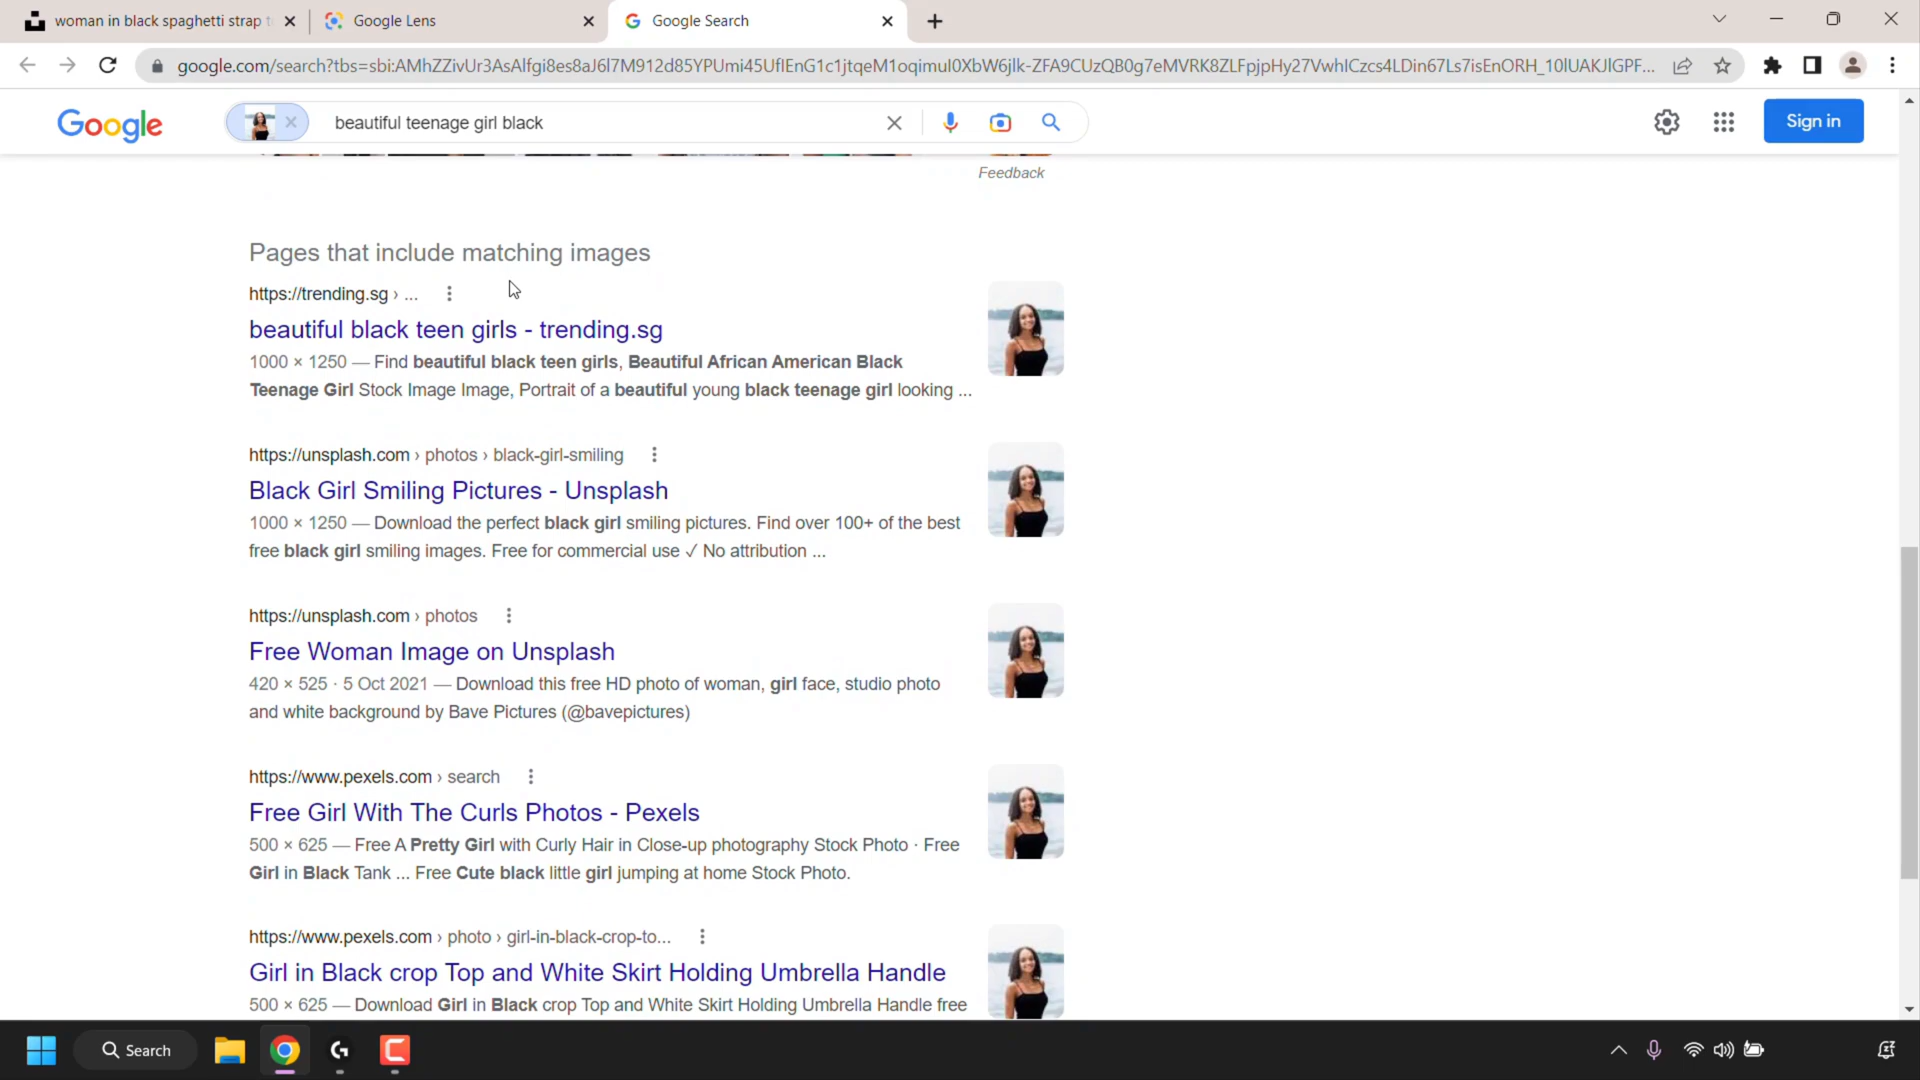 woman in black spaghetti strap t
Google Lens
Google Search
google.com/search?tbs=sbi:AMhZZivUr3AsAlfgi8es8aJ6l7M912d85YPUmi45UflEnG1c1jtqeM1oqimuI0XbW6jlk-ZFA9CUzQB0g7eMVRK8ZLFpjpHy27VwhlCzcs4LDin67Ls7isEnORH_10lUAKJlGPF...
Google
beautiful teenage girl black
Sign in
Feedback
Pages that include matching images
https://trending.sg › ...
beautiful black teen girls - trending.sg
1000 × 1250 — Find beautiful black teen girls, Beautiful African American Black
Teenage Girl Stock Image Image, Portrait of a beautiful young black teenage girl looking ...
https://unsplash.com › photos › black-girl-smiling
Black Girl Smiling Pictures - Unsplash
1000 × 1250 — Download the perfect black girl smiling pictures. Find over 100+ of the best
free black girl smiling images. Free for commercial use ✓ No attribution ...
https://unsplash.com › photos
Free Woman Image on Unsplash
420 × 525 · 5 Oct 2021 — Download this free HD photo of woman, girl face, studio photo
and white background by Bave Pictures (@bavepictures)
https://www.pexels.com › search
Free Girl With The Curls Photos - Pexels
500 × 625 — Free A Pretty Girl with Curly Hair in Close-up photography Stock Photo · Free
Girl in Black Tank ... Free Cute black little girl jumping at home Stock Photo.
https://www.pexels.com › photo › girl-in-black-crop-to...
Girl in Black crop Top and White Skirt Holding Umbrella Handle
500 × 625 — Download Girl in Black crop Top and White Skirt Holding Umbrella Handle free
Search